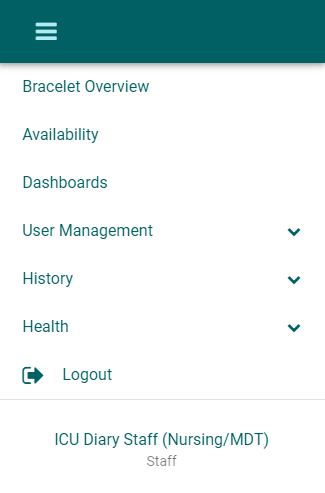 Bracelet Overview
Availability
Dashboards
User Management
History
Health
Logout
ICU Diary Staff (Nursing/MDT)
Staff